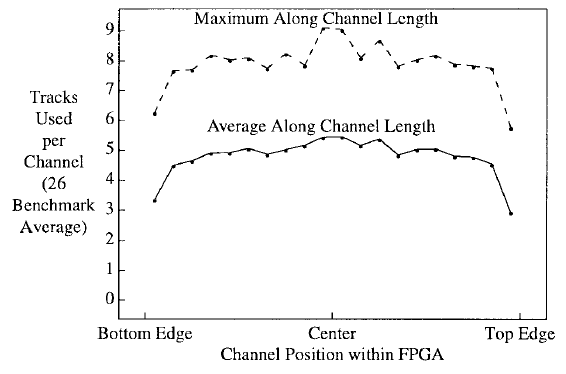 Maximum Along Channel Length
9
8
7
6
5
4
3
2
1
0
Tracks
Used
per
Channel
(26
Benchmark
Average)
Average Along Channel Length
Bottom Edge
Center
Top Edge
Channel Position within FPGA